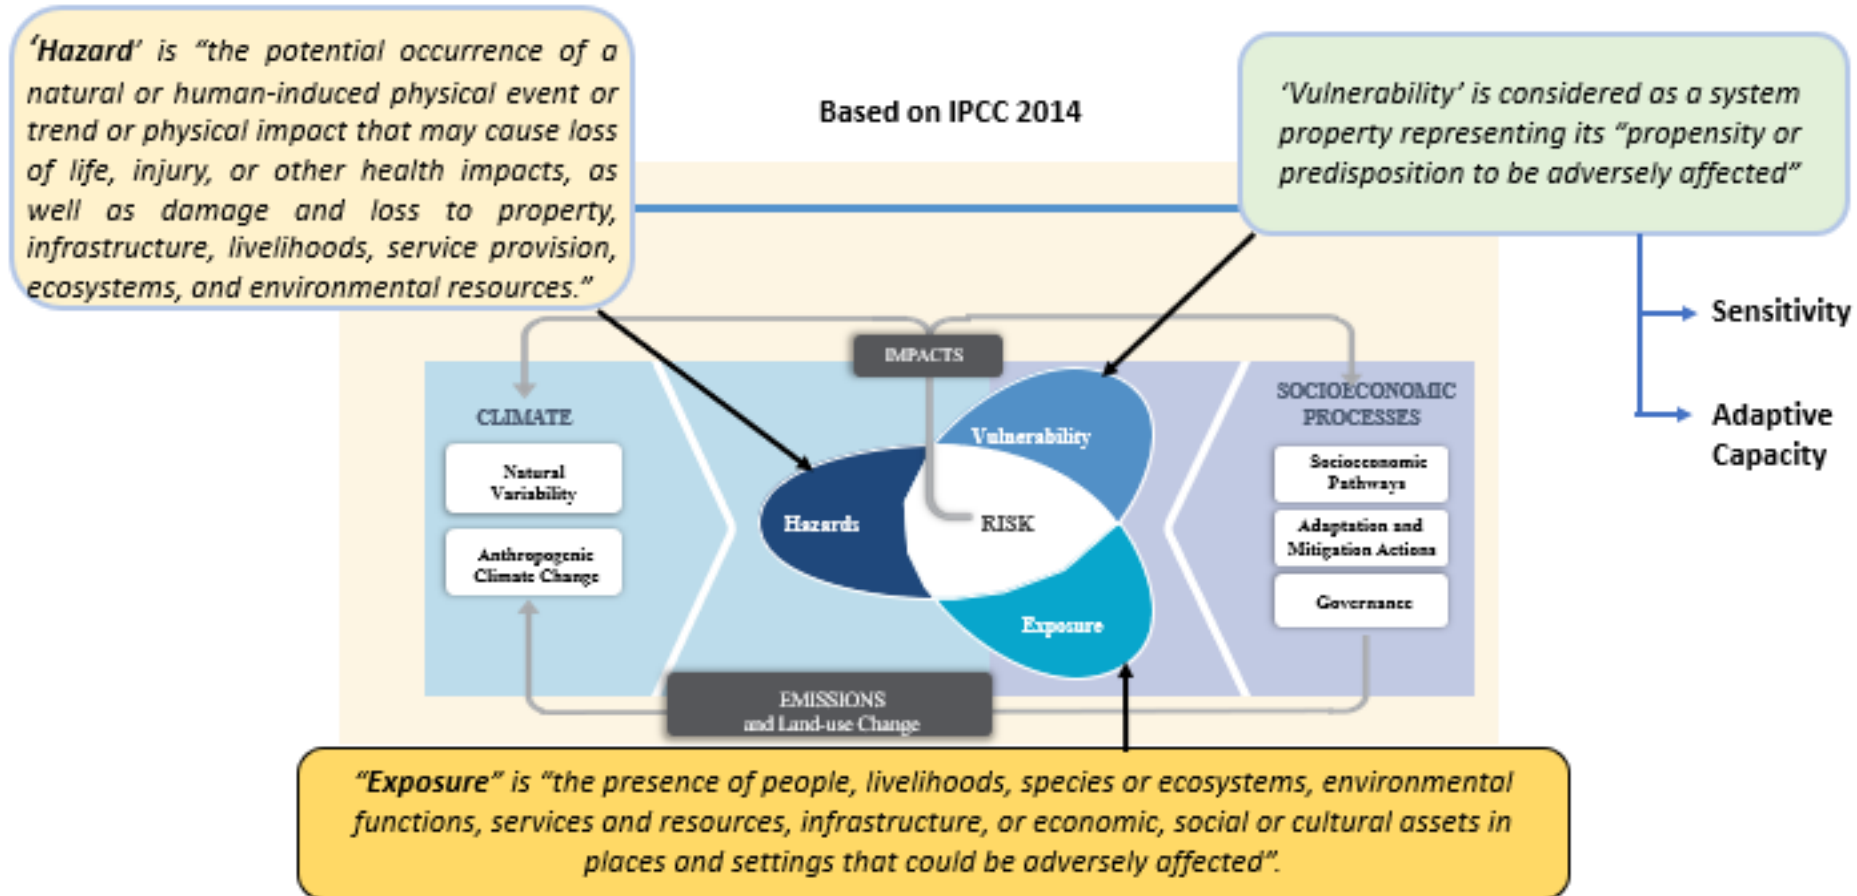 ‘Hazard’ is “the potential occurrence of a
natural or human-induced physical event or
trend or physical impact that may cause loss
of life, injury, or other health impacts, as
well as damage and loss to property,
infrastructure, livelihoods, service provision,
ecosystems, and environmental resources.”
Based on IPCC 2014
‘Vulnerability’ is considered as a system
property representing its “propensity or
predisposition to be adversely affected”
Sensitivity
Adaptive
Capacity
IMPACTS
CLIMATE
Natural
Variability
Anthropogenic
Climate Change
Vulnerability
Hazards
RISK
Exposure
SOCIOECONOMIC
PROCESSES
Socioeconomic
Pathways
Adaptation and
Mitigation Actions
Governance
EMISSIONS
and Land-use Change
“Exposure” is “the presence of people, livelihoods, species or ecosystems, environmental
functions, services and resources, infrastructure, or economic, social or cultural assets in
places and settings that could be adversely affected”.